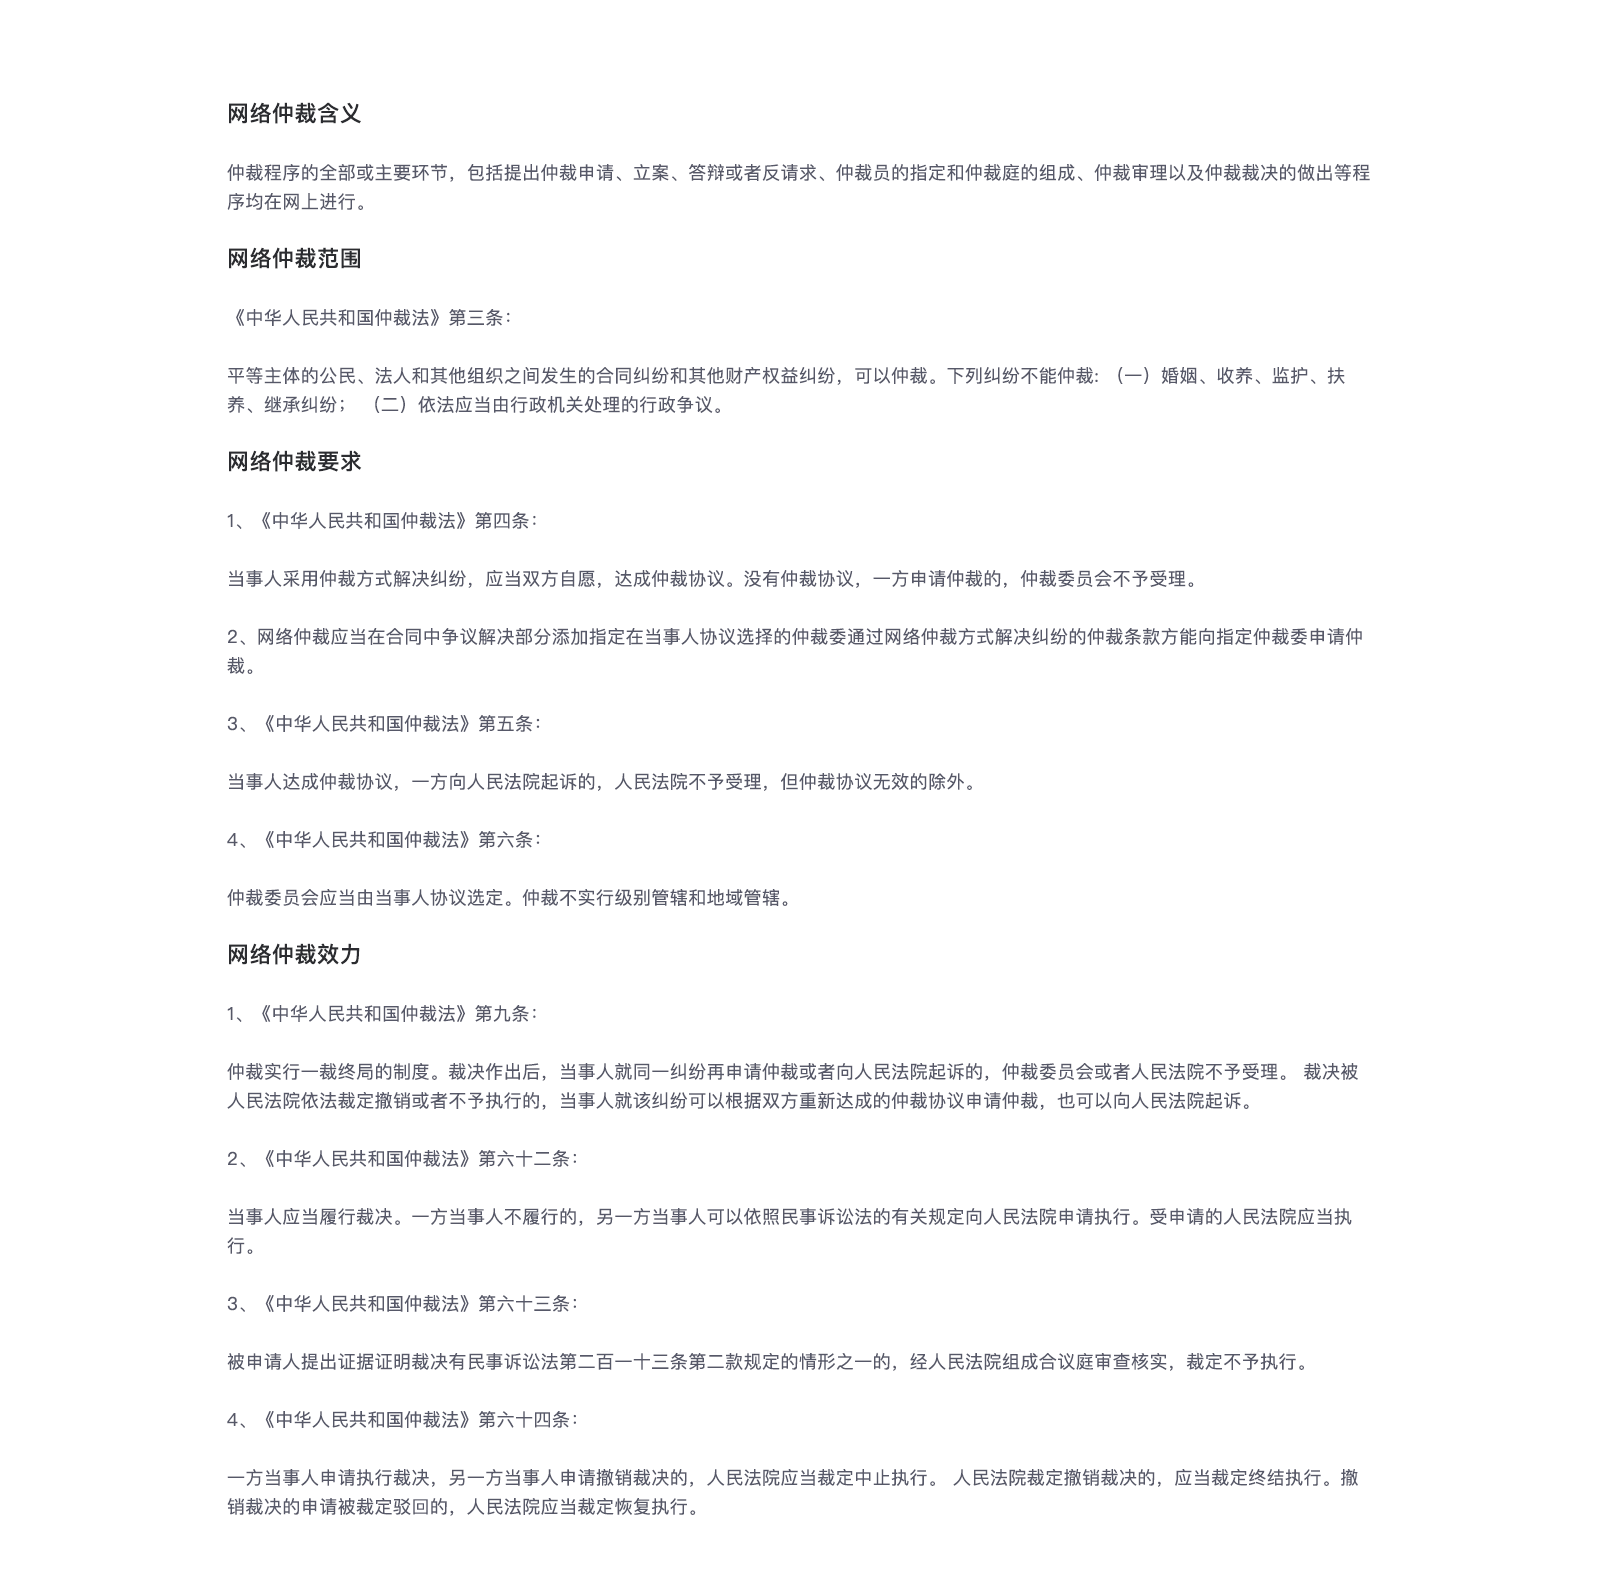 网络仲裁含义
仲裁程序的全部或主要环节，包括提出仲裁申请、立案、答辩或者反请求、仲裁员的指定和仲裁庭的组成、仲裁审理以及仲裁裁决的做出等程
序均在网上进行。
网络仲裁范围
《中华人民共和国仲裁法》第三条：
平等主体的公民、法人和其他组织之间发生的合同纠纷和其他财产权益纠纷，可以仲裁。下列纠纷不能仲裁：（一）婚姻、收养、监护、扶
养、继承纠纷； （二）依法应当由行政机关处理的行政争议。
网络仲裁要求
1、《中华人民共和国仲裁法》第四条：
当事人采用仲裁方式解决纠纷，应当双方自愿，达成仲裁协议。没有仲裁协议，一方申请仲裁的，仲裁委员会不予受理。
2、网络仲裁应当在合同中争议解决部分添加指定在当事人协议选择的仲裁委通过网络仲裁方式解决纠纷的仲裁条款方能向指定仲裁委申请仲
裁。
3、《中华人民共和国仲裁法》第五条：
当事人达成仲裁协议，一方向人民法院起诉的，人民法院不予受理，但仲裁协议无效的除外。
4、《中华人民共和国仲裁法》第六条：
仲裁委员会应当由当事人协议选定。仲裁不实行级别管辖和地域管辖。
网络仲裁效力
1、《中华人民共和国仲裁法》第九条：
仲裁实行一裁终局的制度。裁决作出后，当事人就同一纠纷再申请仲裁或者向人民法院起诉的，仲裁委员会或者人民法院不予受理。 裁决被
人民法院依法裁定撤销或者不予执行的，当事人就该纠纷可以根据双方重新达成的仲裁协议申请仲裁，也可以向人民法院起诉。
2、《中华人民共和国仲裁法》第六十二条：
当事人应当履行裁决。一方当事人不履行的，另一方当事人可以依照民事诉讼法的有关规定向人民法院申请执行。受申请的人民法院应当执
行。
3、《中华人民共和国仲裁法》第六十三条：
被申请人提出证据证明裁决有民事诉讼法第二百一十三条第二款规定的情形之一的，经人民法院组成合议庭审查核实，裁定不予执行。
4、《中华人民共和国仲裁法》第六十四条：
一方当事人申请执行裁决，另一方当事人申请撤销裁决的，人民法院应当裁定中止执行。 人民法院裁定撤销裁决的，应当裁定终结执行。撤
销裁决的申请被裁定驳回的，人民法院应当裁定恢复执行。